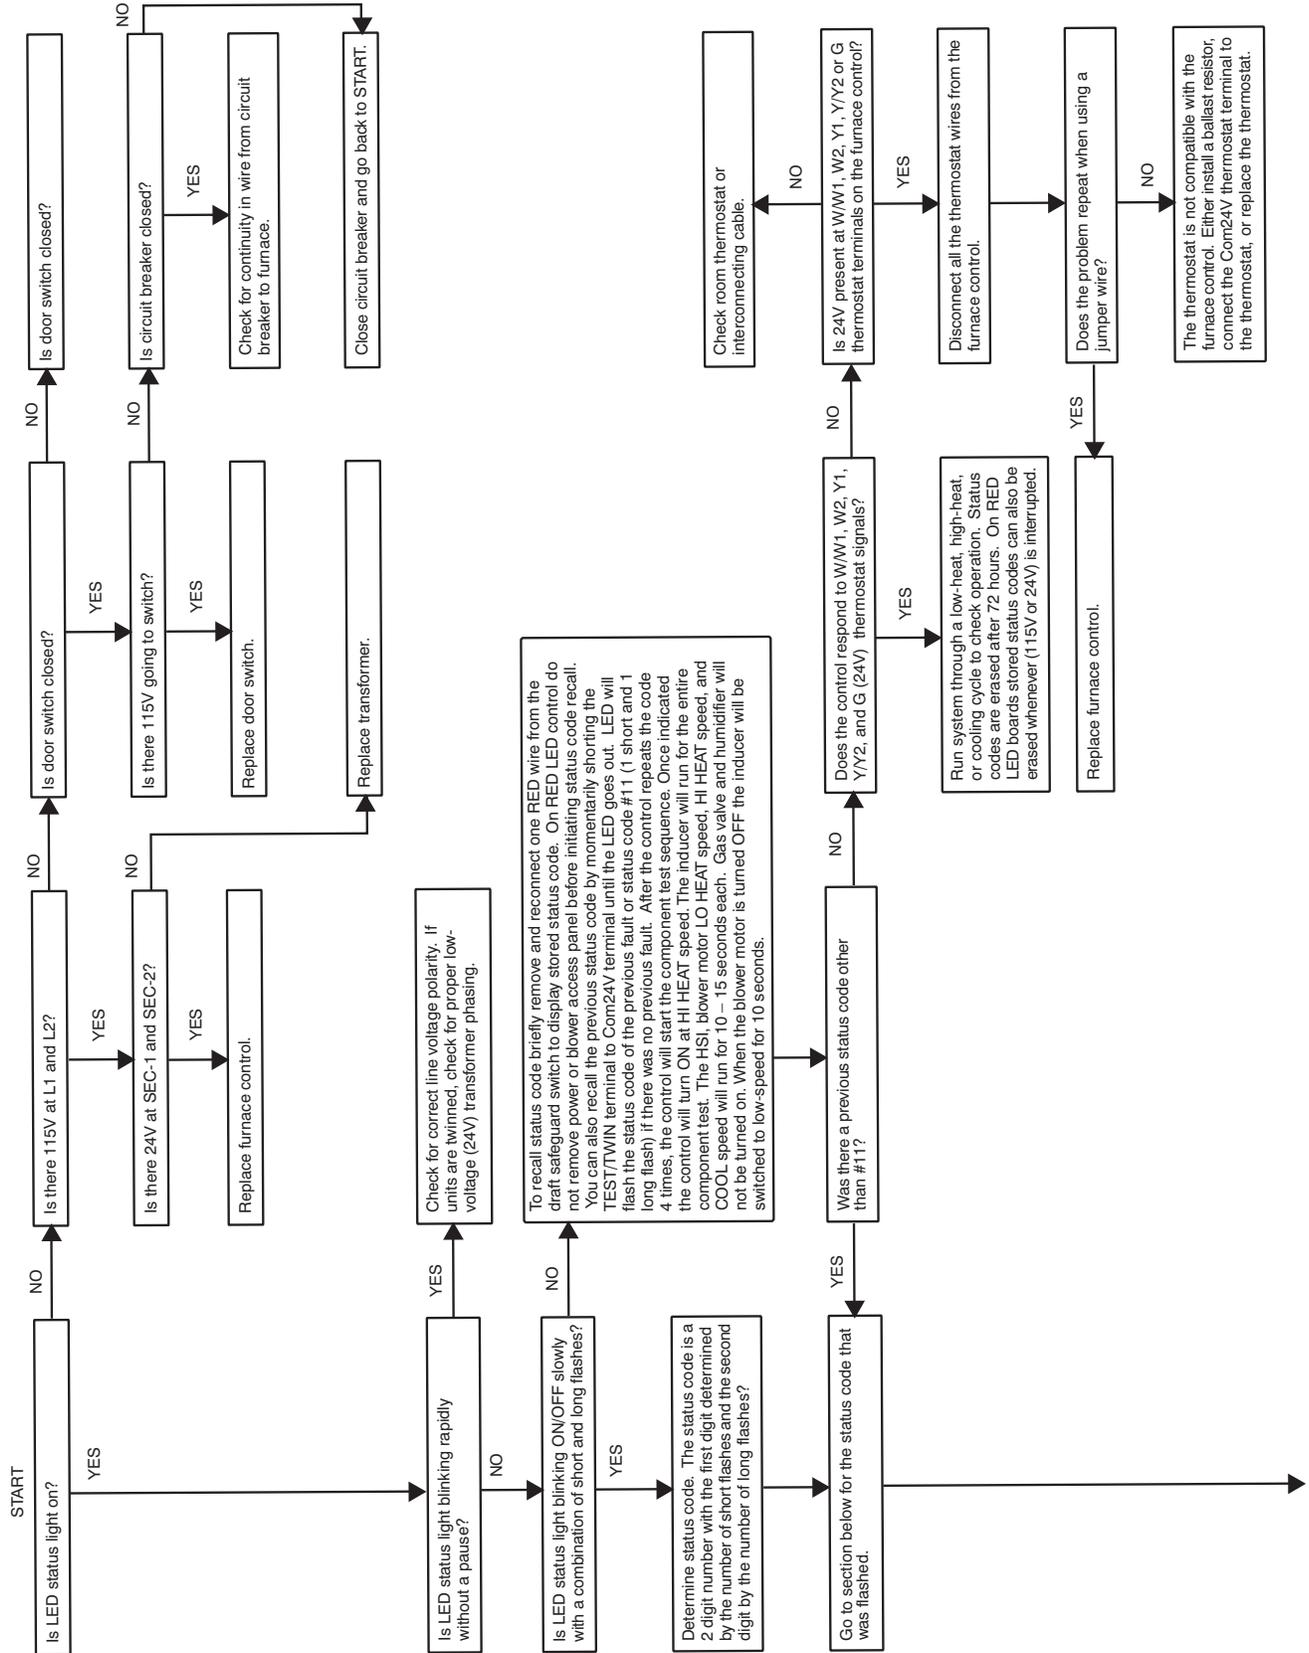 START
Is LED status light on?
NO
YES
Is there 115V at L1 and L2?
NO
YES
Is door switch closed?
NO
YES
Is door switch closed?
Is there 24V at SEC-1 and SEC-2?
NO
YES
Is there 115V going to switch?
NO
YES
Is circuit breaker closed?
NO
YES
Replace furnace control.
Replace door switch.
Check for continuity in wire from circuit
breaker to furnace.
Replace transformer.
Close circuit breaker and go back to START.
Is LED status light blinking rapidly
without a pause?
YES
NO
Check for correct line voltage polarity. If
units are twinned, check for proper low-
voltage (24V) transformer phasing.
Is LED status light blinking ON/OFF slowly
with a combination of short and long flashes?
NO
YES
To recall status code briefly remove and reconnect one RED wire from the
draft safeguard switch to display stored status code. On RED LED control do
not remove power or blower access panel before initiating status code recall.
You can also recall the previous status code by momentarily shorting the
TEST/TWIN terminal to Com24V terminal until the LED goes out. LED will
flash the status code of the previous fault or status code #11 (1 short and 1
long flash) if there was no previous fault. After the control repeats the code
4 times, the control will start the component test sequence. Once indicated
the control will turn ON at HI HEAT speed. The inducer will run for the entire
component test. The HSI, blower motor LO HEAT speed, HI HEAT speed, and
COOL speed will run for 10 – 15 seconds each. Gas valve and humidifier will
not be turned on. When the blower motor is turned OFF the inducer will be
switched to low-speed for 10 seconds.
Determine status code. The status code is a
2 digit number with the first digit determined
by the number of short flashes and the second
digit by the number of long flashes?
Go to section below for the status code that
was flashed.
YES
Was there a previous status code other
than #11?
NO
Does the control respond to W/W1, W2, Y1,
Y/Y2, and G (24V) thermostat signals?
NO
YES
Run system through a low-heat, high-heat,
or cooling cycle to check operation. Status
codes are erased after 72 hours. On RED
LED boards stored status codes can also be
erased whenever (115V or 24V) is interrupted.
Check room thermostat or
interconnecting cable.
NO
Is 24V present at W/W1, W2, Y1, Y/Y2 or G
thermostat terminals on the furnace control?
YES
Disconnect all the thermostat wires from the
furnace control.
Does the problem repeat when using a
jumper wire?
YES
NO
Replace furnace control.
The thermostat is not compatible with the
furnace control. Either install a ballast resistor,
connect the Com24V thermostat terminal to
the thermostat, or replace the thermostat.